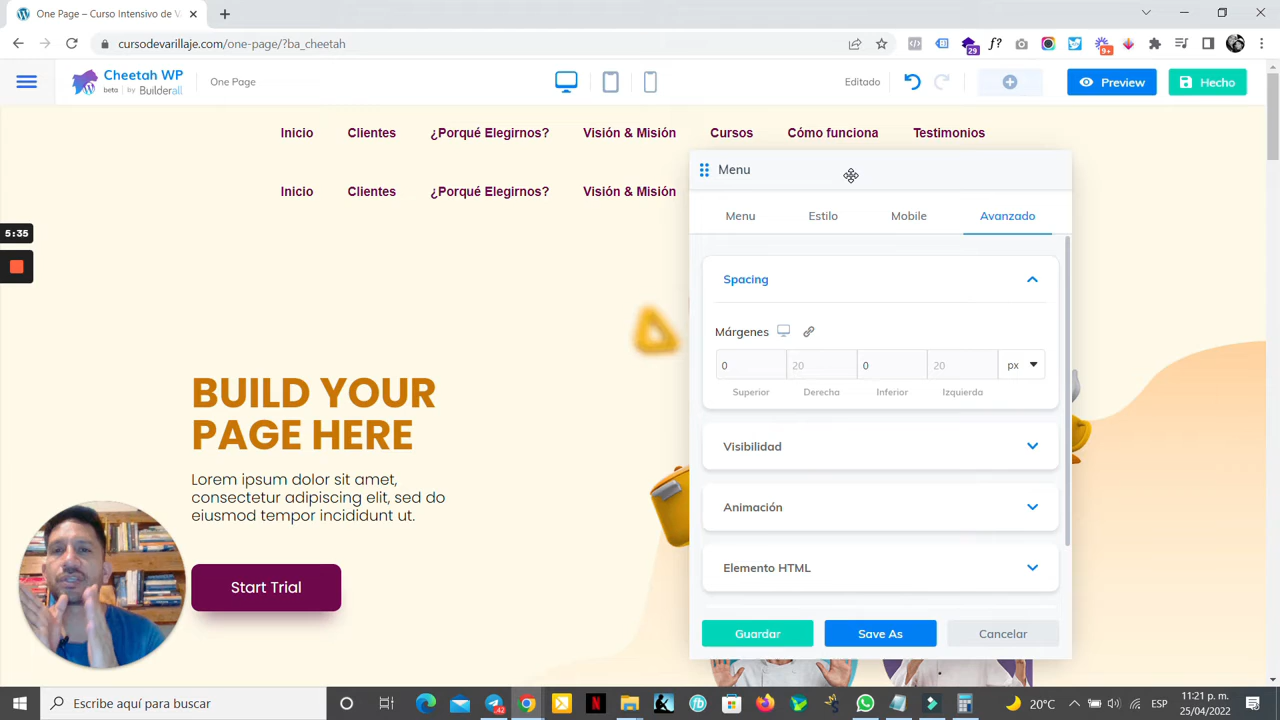 One Page – Curso Intensivo de V
cursodevarillaje.com/one-page/?ba_cheetah
29
f?
9+
Cheetah WP
beta | by Builderall
One Page
Editado
Preview
Hecho
Inicio Clientes ¿Porqué Elegirnos? Visión & Misión Cursos Cómo funciona Testimonios
Inicio Clientes ¿Porqué Elegirnos? Visión & Misión
5:35
Menu
Menu Estilo Mobile Avanzado
Spacing
Márgenes
0 20 0 20 px
Superior Derecha Inferior Izquierda
Visibilidad
Animación
Elemento HTML
Guardar Save As Cancelar
BUILD YOUR
PAGE HERE
Lorem ipsum dolor sit amet,
consectetur adipiscing elit, sed do
eiusmod tempor incididunt ut.
Start Trial
Escribe aquí para buscar
42
20°C
ESP
11:21 p. m.
25/04/2022